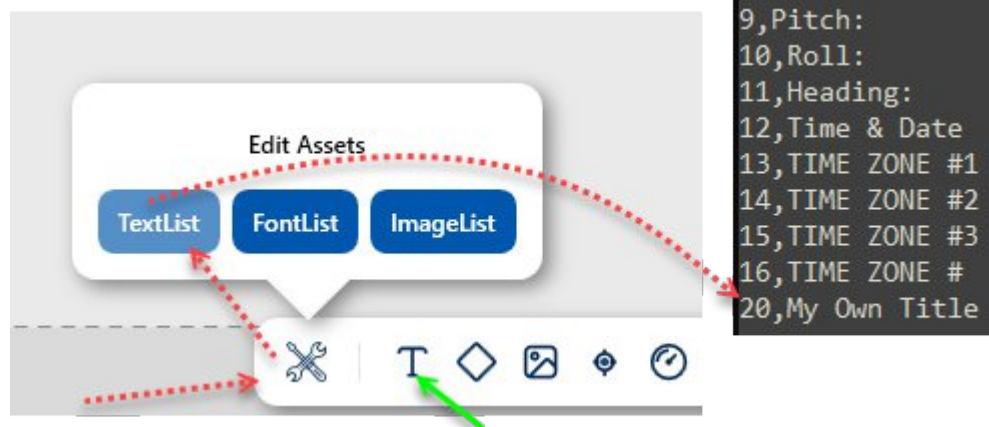 Edit Assets
TextList FontList ImageList
T
9,Pitch:
10,Roll:
11,Heading:
12,Time & Date
13,TIME ZONE #1
14,TIME ZONE #2
15,TIME ZONE #3
16,TIME ZONE #
20,My Own Title